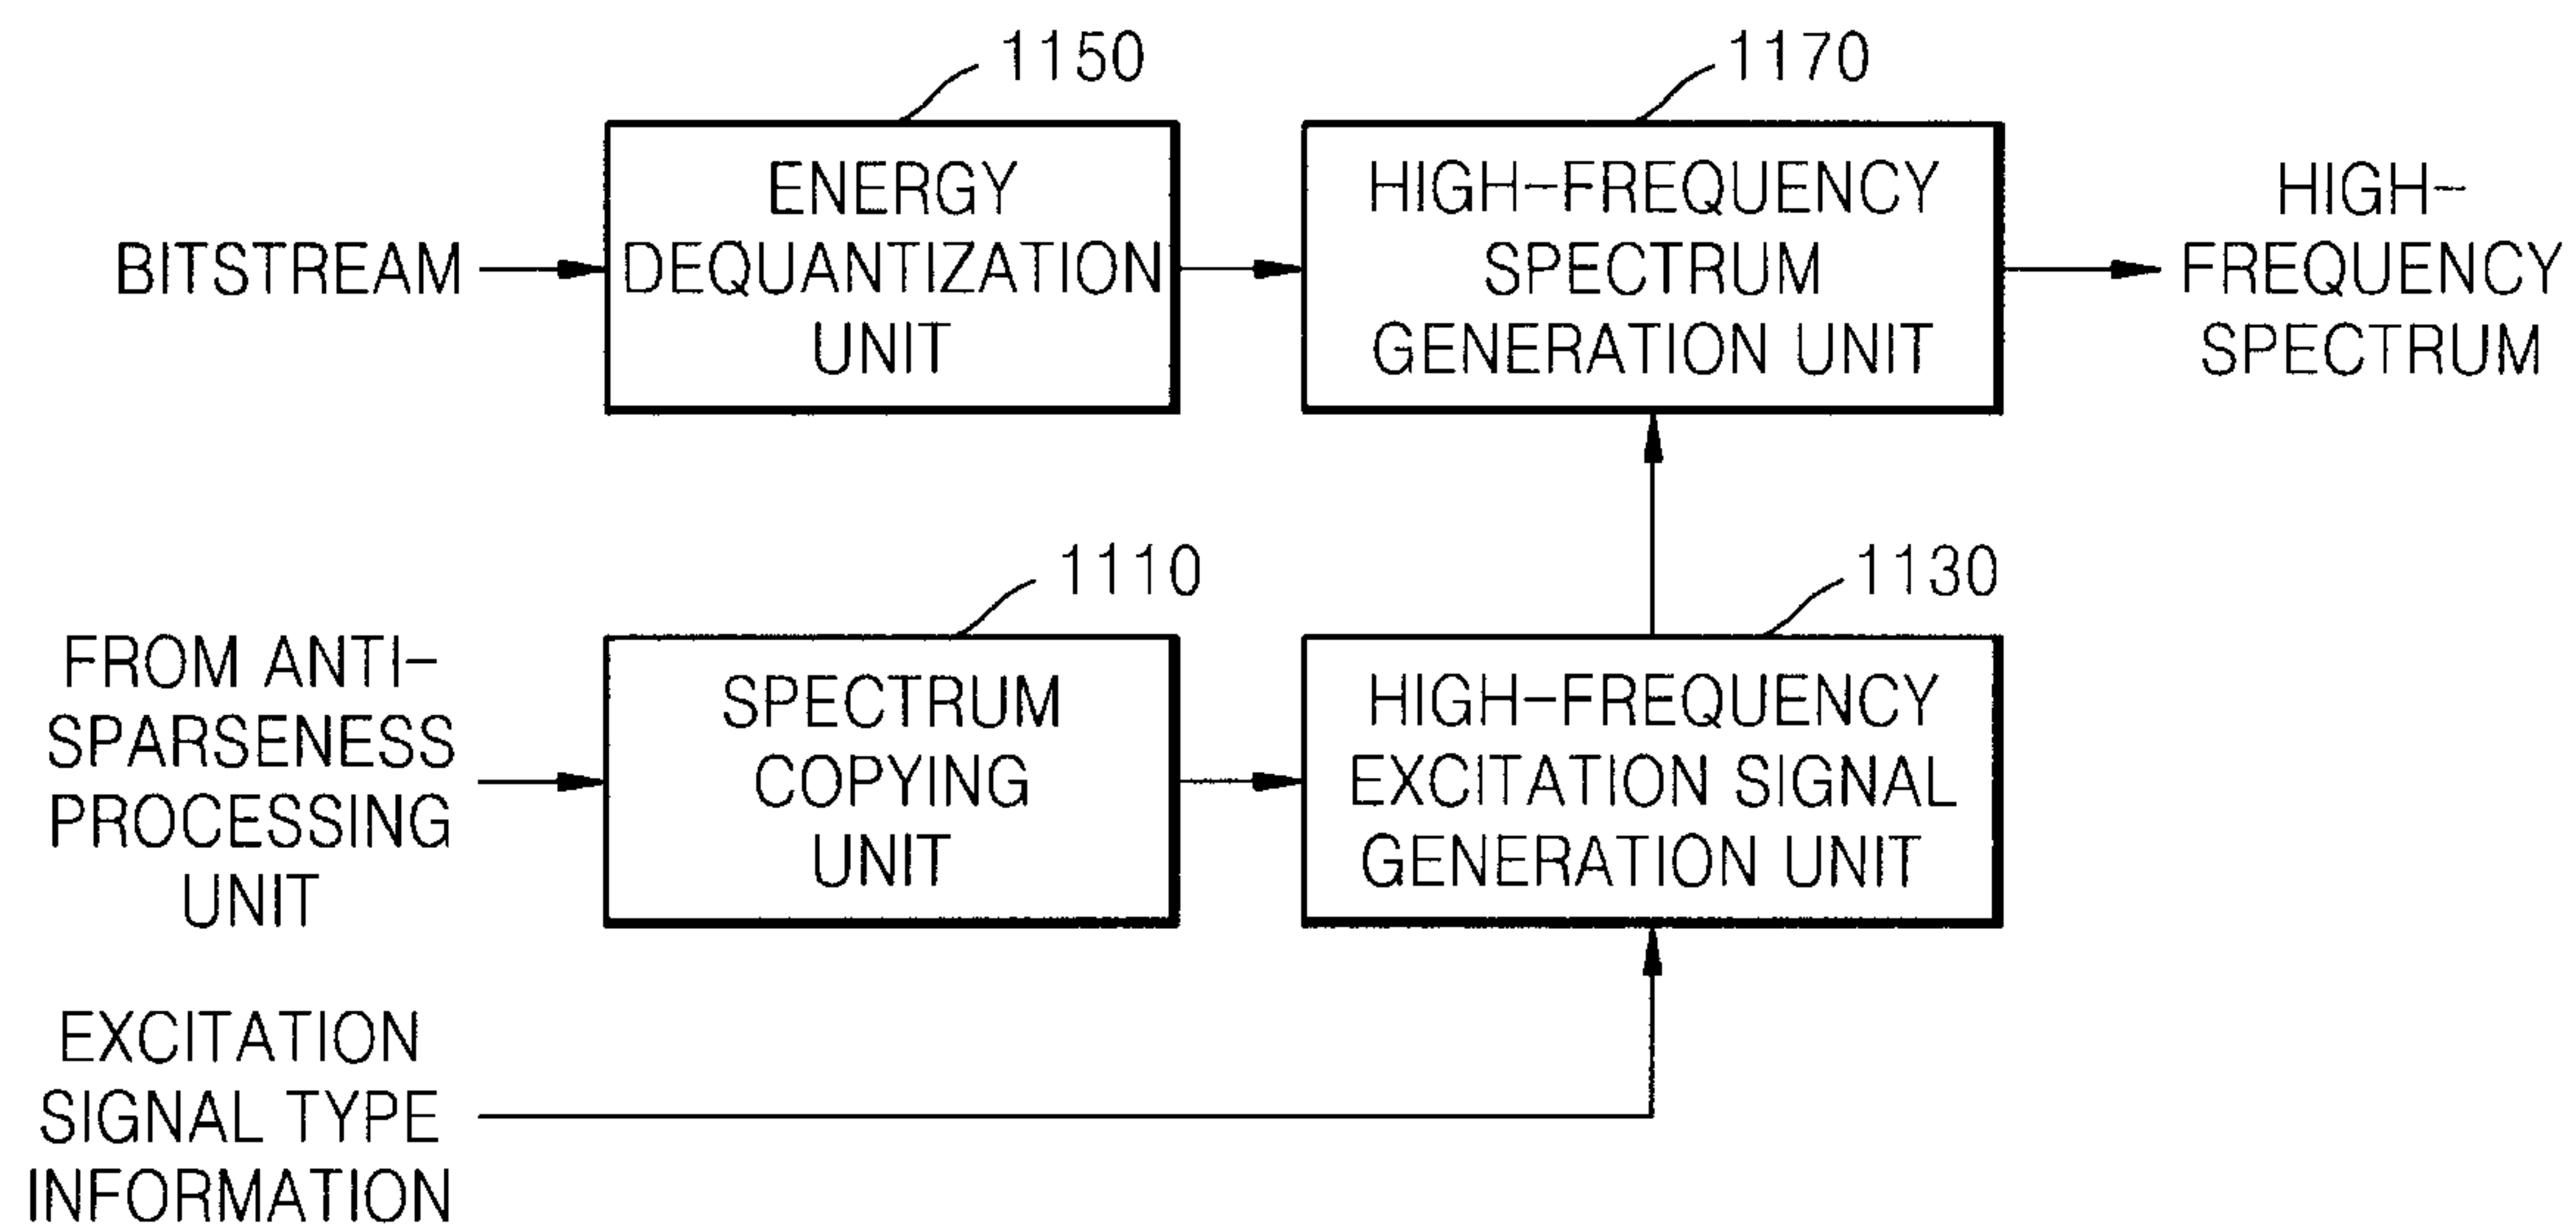 1150
1170
ENERGY
DEQUANTIZATION
UNIT
HIGH-FREQUENCY
SPECTRUM
GENERATION UNIT
BITSTREAM
HIGH-
FREQUENCY
SPECTRUM
1110
1130
FROM ANTI-
SPARSENESS
PROCESSING
UNIT
SPECTRUM
COPYING
UNIT
HIGH-FREQUENCY
EXCITATION SIGNAL
GENERATION UNIT
EXCITATION
SIGNAL TYPE
INFORMATION